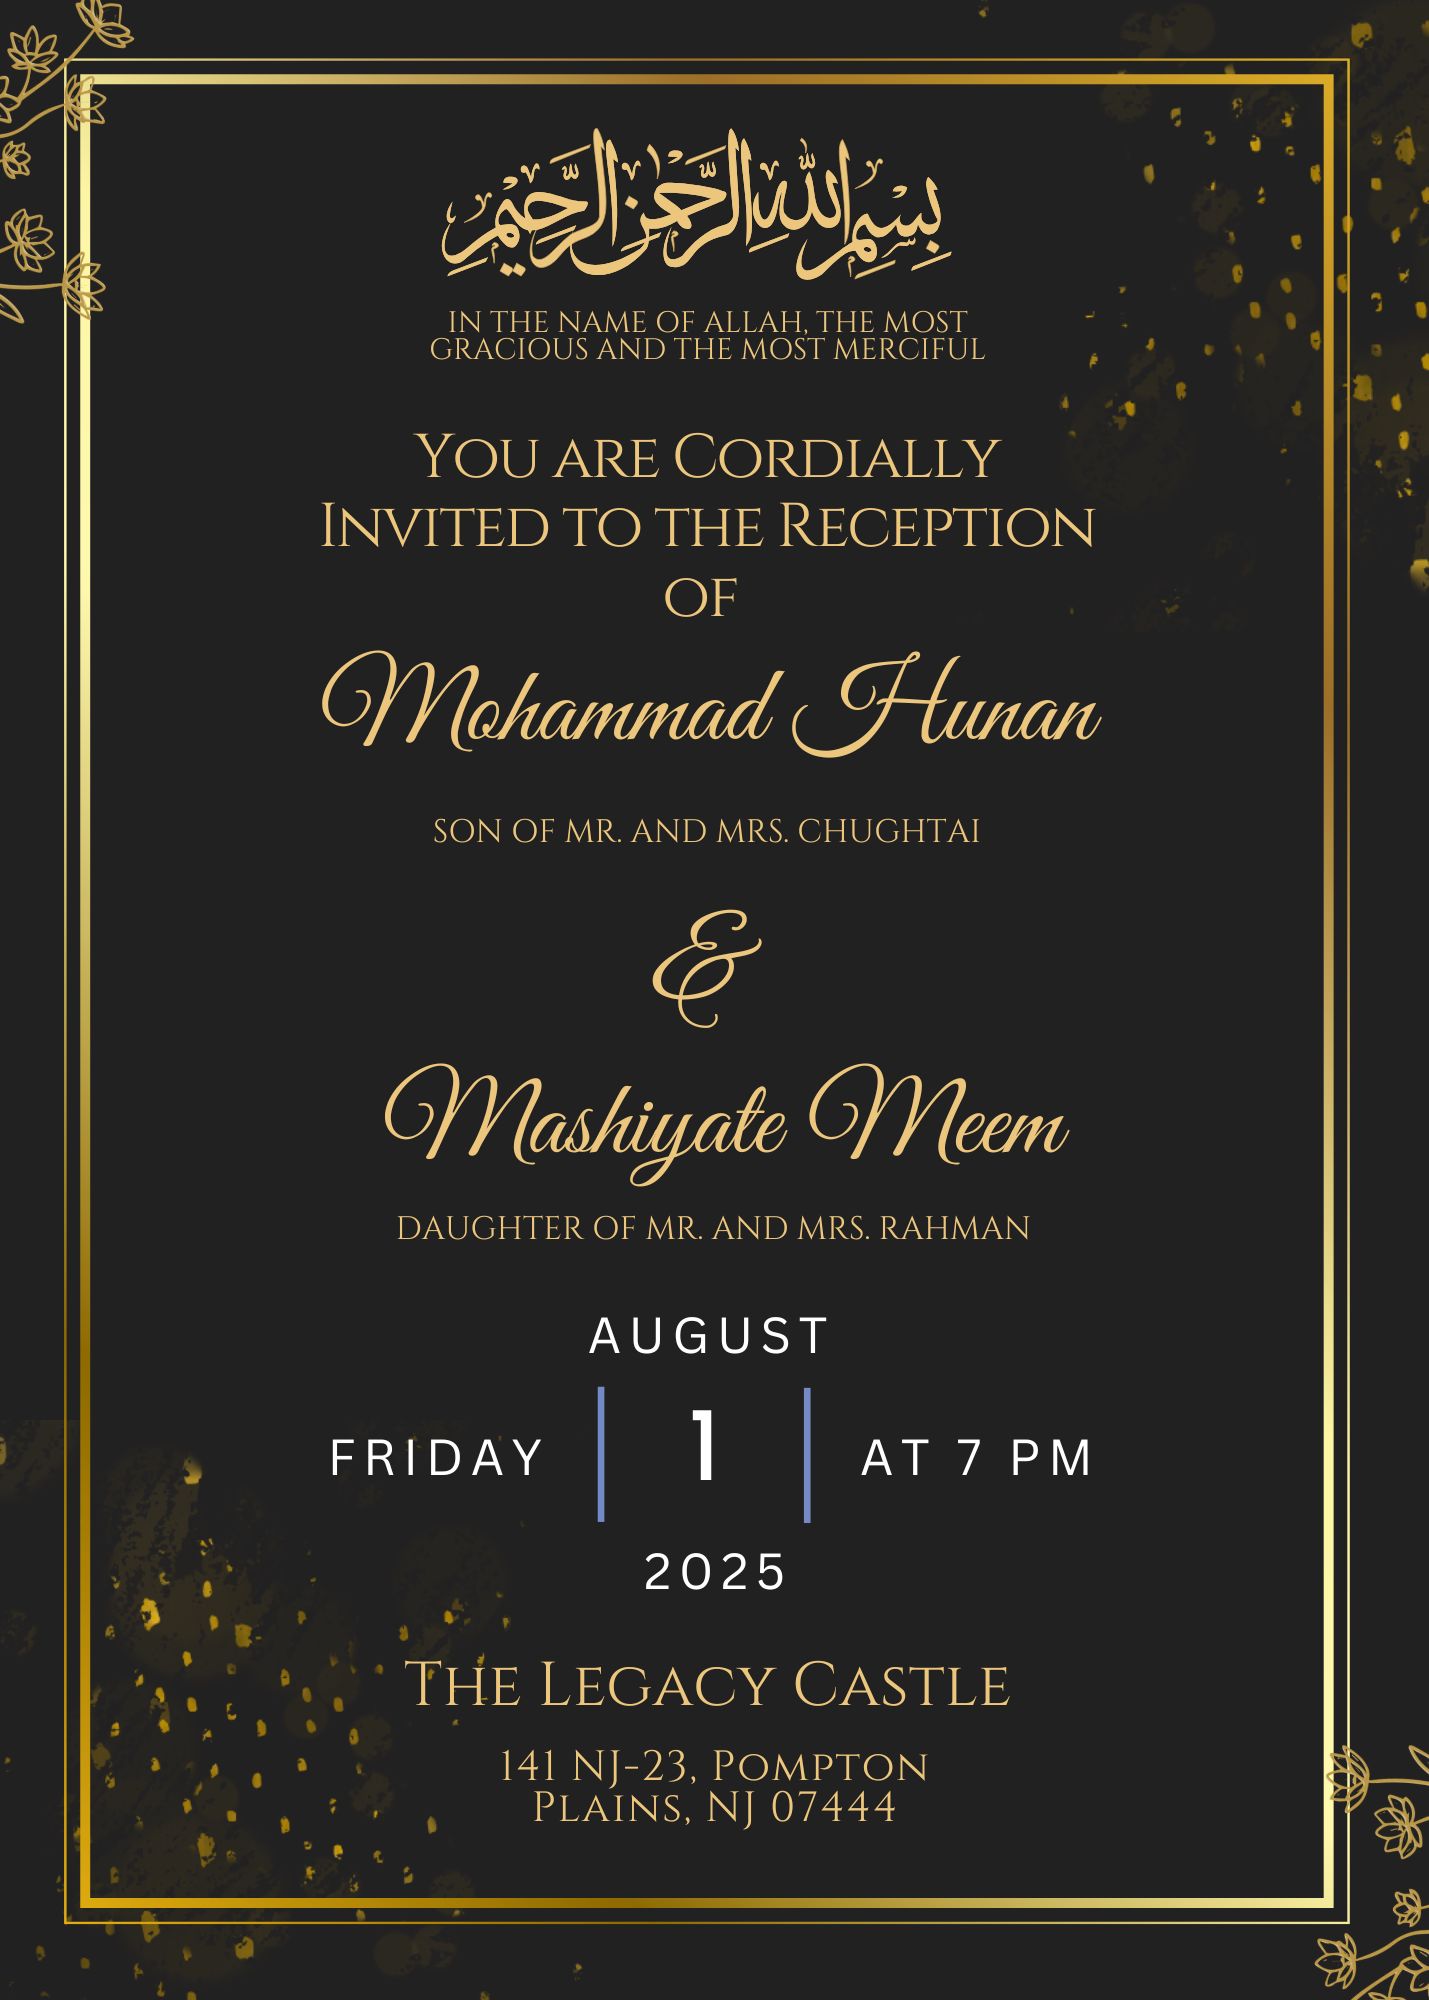 بِسْمِ اللهِ الرَّحْمٰنِ الرَّحِيْمِ
IN THE NAME OF ALLAH, THE MOST
GRACIOUS AND THE MOST MERCIFUL
YOU ARE CORDIALLY
INVITED TO THE RECEPTION
OF
Mohammad Hunan
SON OF MR. AND MRS. CHUGHTAI
&
Mashiyate Meem
DAUGHTER OF MR. AND MRS. RAHMAN
AUGUST
FRIDAY 1 AT 7 PM
2025
THE LEGACY CASTLE
141 NJ-23, POMPTON
PLAINS, NJ 07444